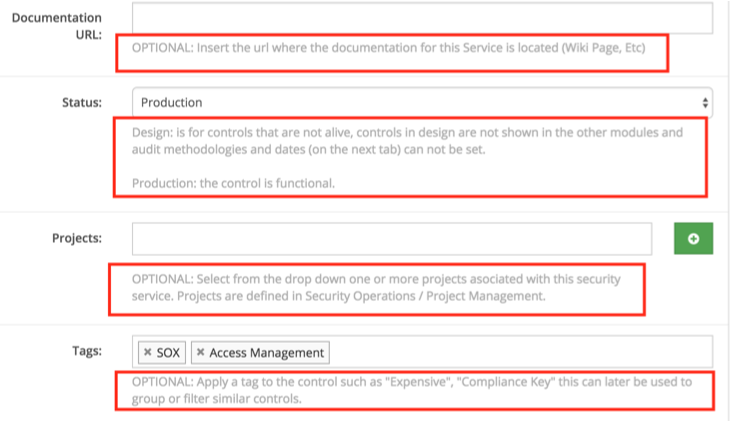 Documentation
URL:
OPTIONAL: Insert the url where the documentation for this Service is located (Wiki Page, Etc)
Status:
Production
Design: is for controls that are not alive, controls in design are not shown in the other modules and
audit methodologies and dates (on the next tab) can not be set.
Production: the control is functional.
Projects:
OPTIONAL: Select from the drop down one or more projects asociated with this security
service. Projects are defined in Security Operations / Project Management.
Tags:
× SOX × Access Management
OPTIONAL: Apply a tag to the control such as "Expensive", "Compliance Key" this can later be used to
group or filter similar controls.